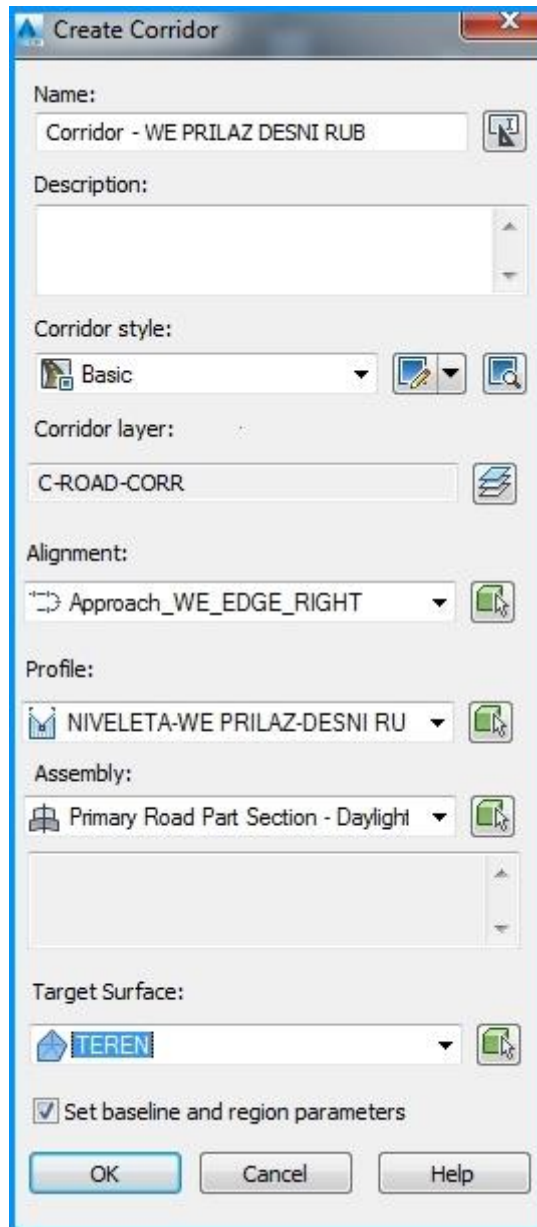 Create Corridor
Name:
Corridor - WE PRILAZ DESNI RUB
Description:
Corridor style:
Basic
Corridor layer:
C-ROAD-CORR
Alignment:
Approach_WE_EDGE_RIGHT
Profile:
NIVELETA-WE PRILAZ-DESNI RU
Assembly:
Primary Road Part Section - Daylight
Target Surface:
TEREN
Set baseline and region parameters
OK
Cancel
Help